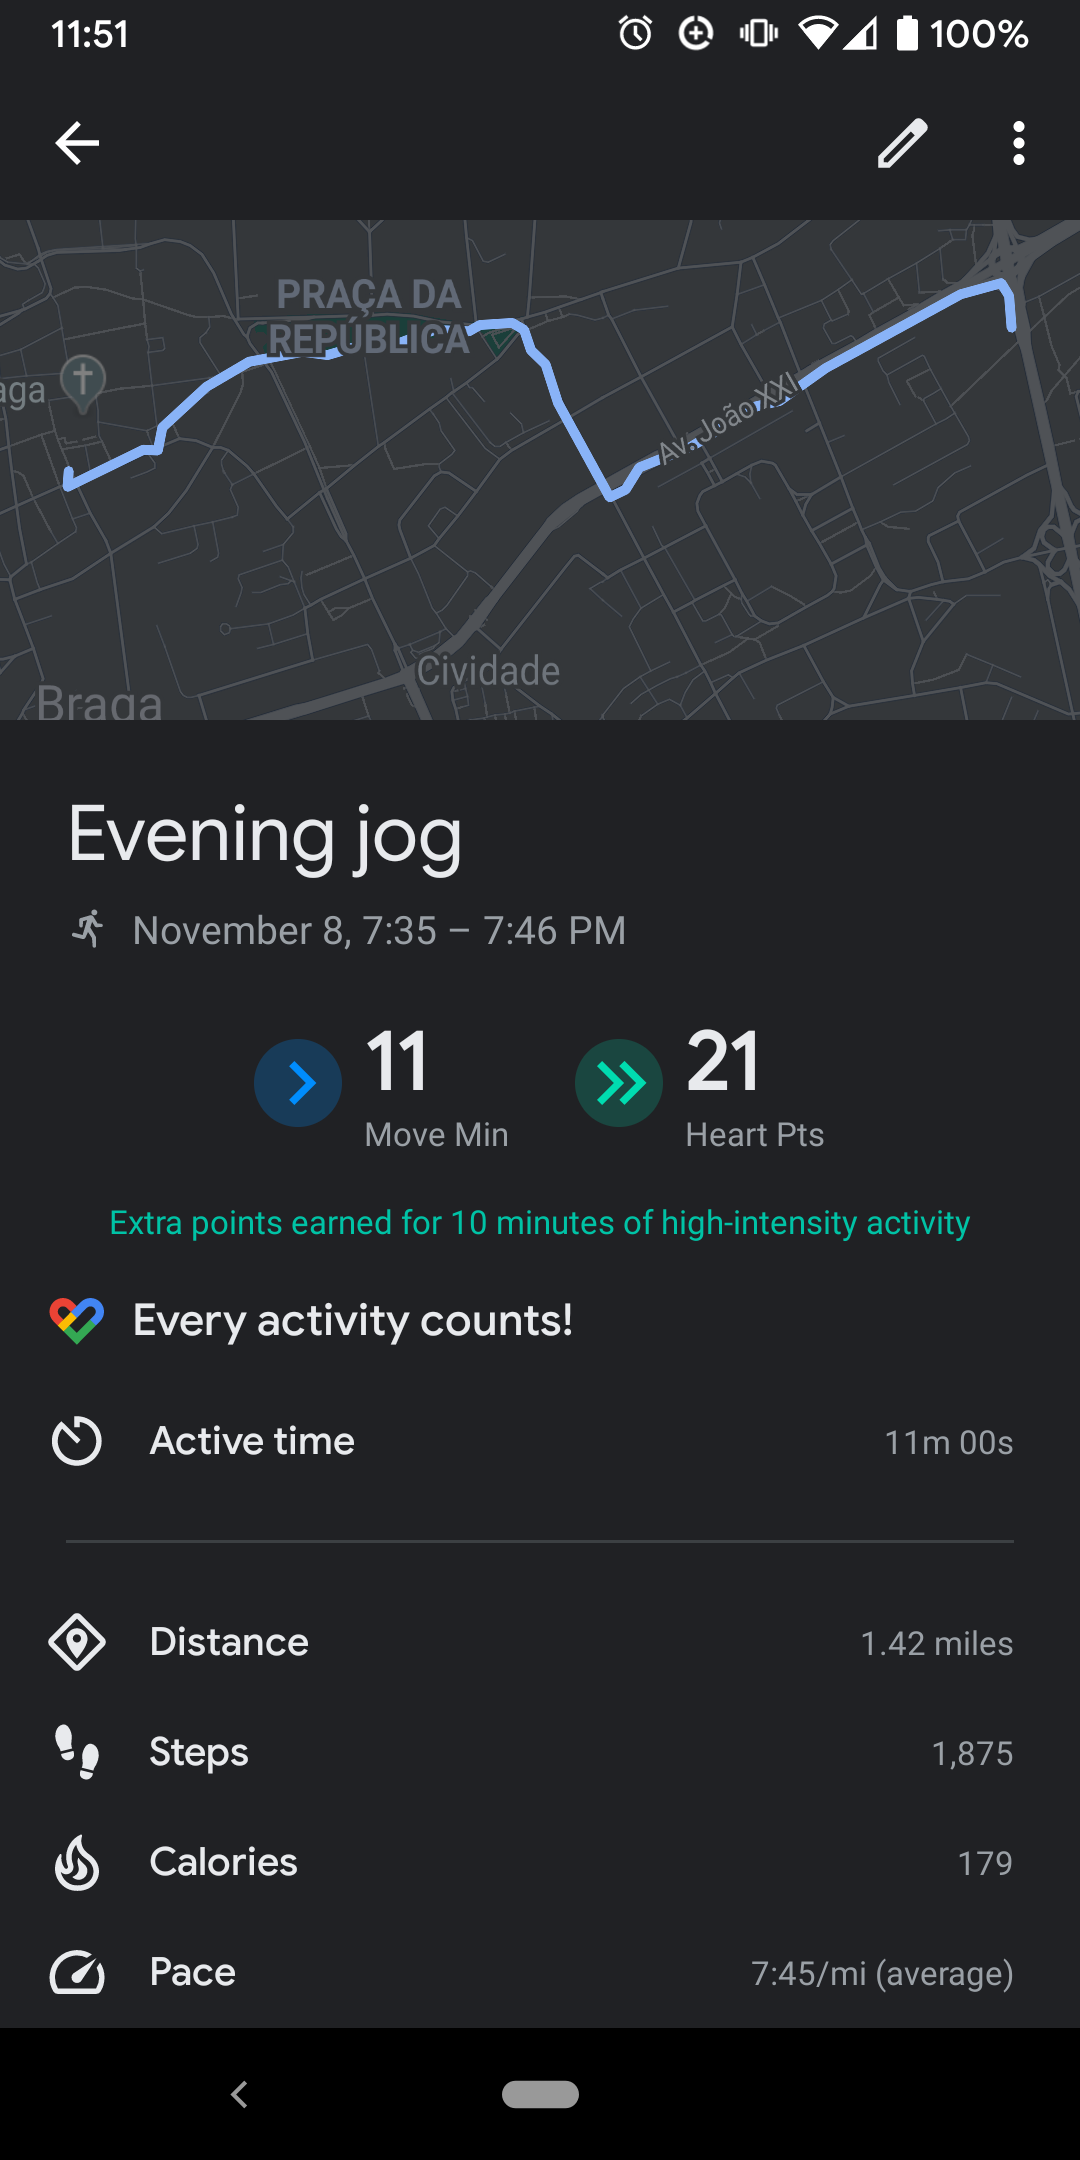 11:51
100%
PRAÇA DA
REPÚBLICA
aga
Av. João XXI
Cividade
Braga
Evening jog
November 8, 7:35 – 7:46 PM
11
Move Min
21
Heart Pts
Extra points earned for 10 minutes of high-intensity activity
Every activity counts!
Active time
11m 00s
Distance
1.42 miles
Steps
1,875
Calories
179
Pace
7:45/mi (average)